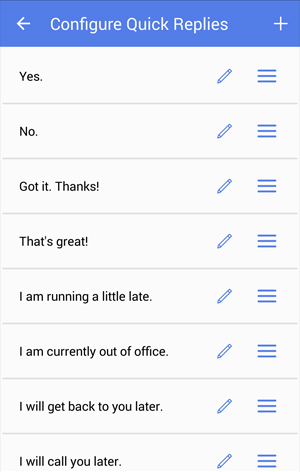 Configure Quick Replies
Yes.
No.
Got it. Thanks!
That's great!
I am running a little late.
I am currently out of office.
I will get back to you later.
I will call you later.